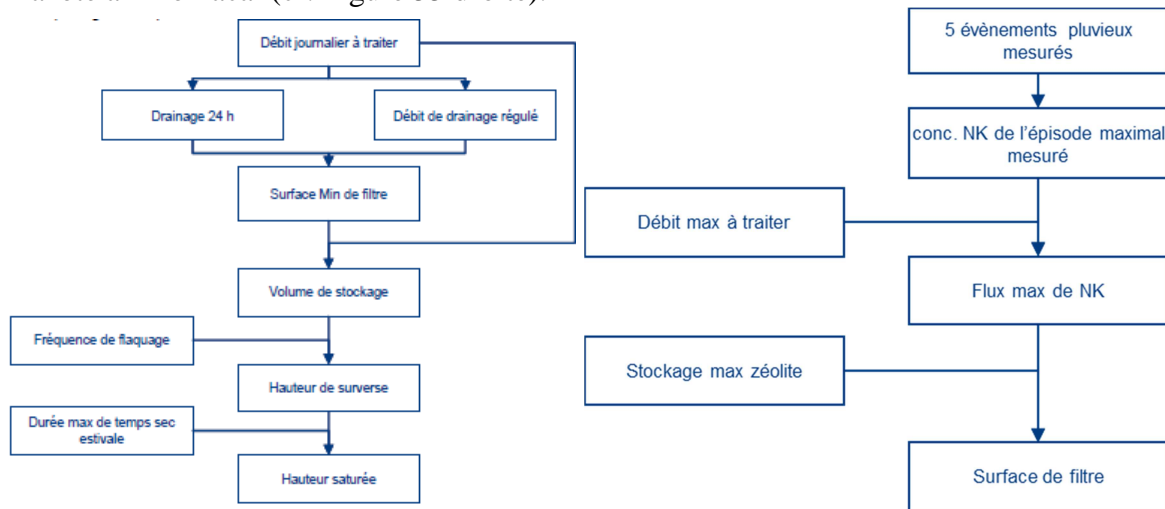 Débit journalier à traiter
Drainage 24 h
Débit de drainage régulé
Surface Min de filtre
Volume de stockage
Fréquence de flaquage
Hauteur de surverse
Durée max de temps sec
estivale
Hauteur saturée
5 évènements pluvieux
mesurés
conc. NK de l'épisode maximal
mesuré
Débit max à traiter
Flux max de NK
Stockage max zéolite
Surface de filtre